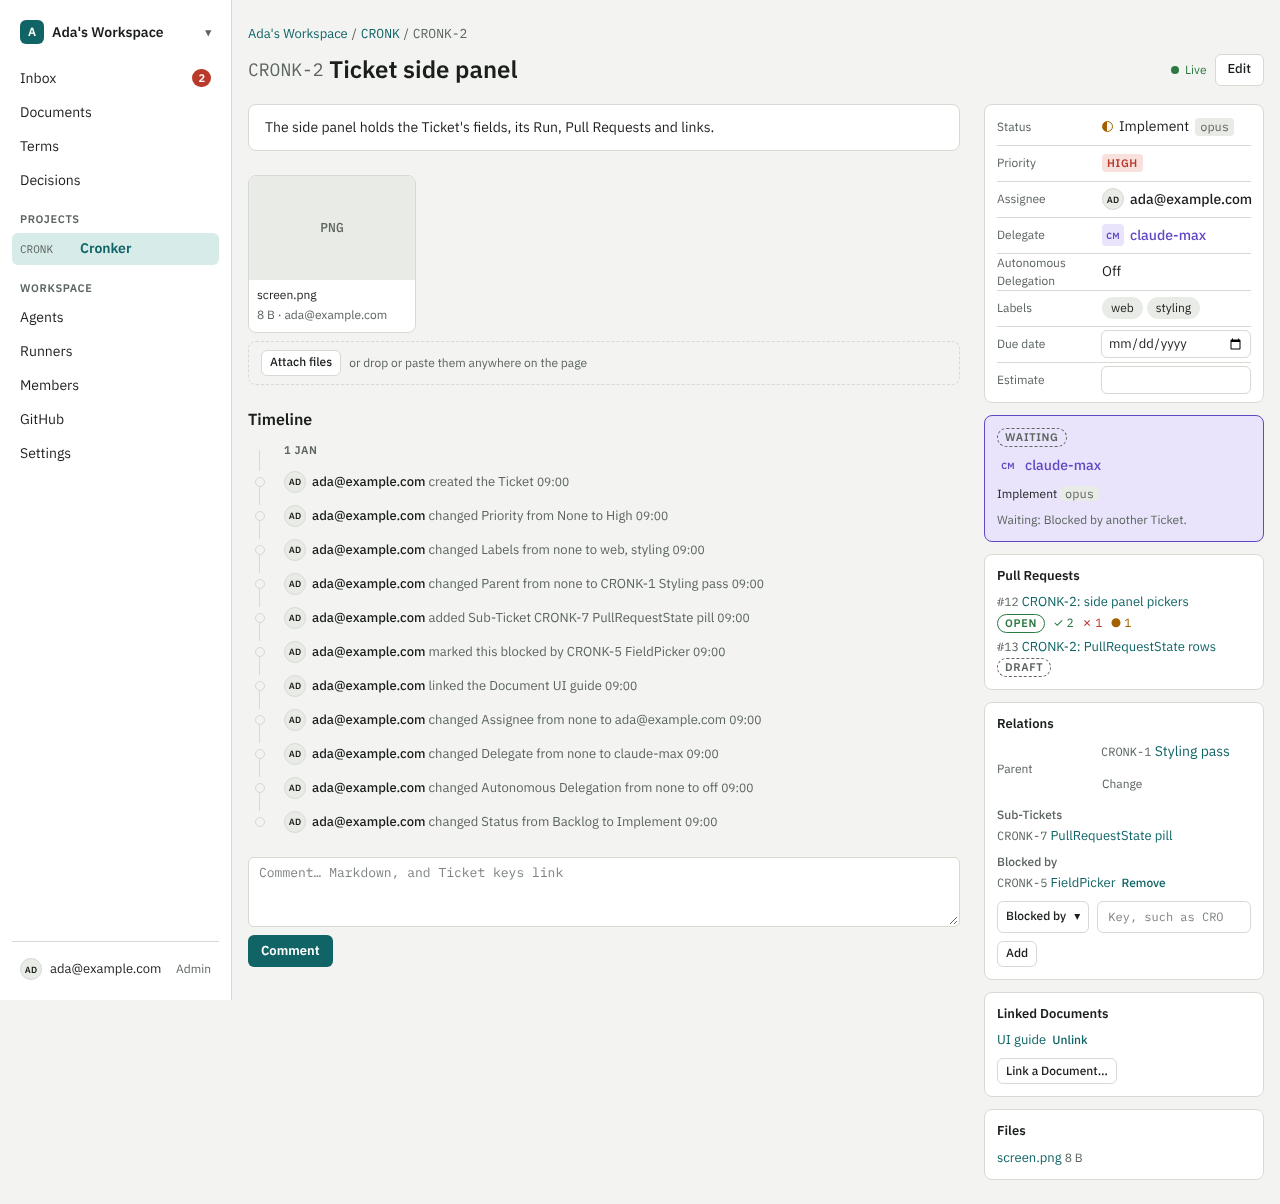 A Ada's Workspace ▾
Inbox 2
Documents
Terms
Decisions
PROJECTS
CRONK Cronker
WORKSPACE
Agents
Runners
Members
GitHub
Settings
AD ada@example.com Admin
Ada's Workspace / CRONK / CRONK-2
CRONK-2 Ticket side panel
Live Edit
The side panel holds the Ticket's fields, its Run, Pull Requests and links.
PNG
screen.png
8 B · ada@example.com
Attach files or drop or paste them anywhere on the page
Timeline
1 JAN
AD ada@example.com created the Ticket 09:00
AD ada@example.com changed Priority from None to High 09:00
AD ada@example.com changed Labels from none to web, styling 09:00
AD ada@example.com changed Parent from none to CRONK-1 Styling pass 09:00
AD ada@example.com added Sub-Ticket CRONK-7 PullRequestState pill 09:00
AD ada@example.com marked this blocked by CRONK-5 FieldPicker 09:00
AD ada@example.com linked the Document UI guide 09:00
AD ada@example.com changed Assignee from none to ada@example.com 09:00
AD ada@example.com changed Delegate from none to claude-max 09:00
AD ada@example.com changed Autonomous Delegation from none to off 09:00
AD ada@example.com changed Status from Backlog to Implement 09:00
Comment… Markdown, and Ticket keys link
Comment
Status Implement opus
Priority HIGH
Assignee AD ada@example.com
Delegate CM claude-max
Autonomous
Delegation Off
Labels web styling
Due date mm/dd/yyyy
Estimate
WAITING
CM claude-max
Implement opus
Waiting: Blocked by another Ticket.
Pull Requests
#12 CRONK-2: side panel pickers
OPEN ✓ 2 ✕ 1 ● 1
#13 CRONK-2: PullRequestState rows
DRAFT
Relations
Parent CRONK-1 Styling pass
Change
Sub-Tickets
CRONK-7 PullRequestState pill
Blocked by
CRONK-5 FieldPicker Remove
Blocked by ▾ Key, such as CRO
Add
Linked Documents
UI guide Unlink
Link a Document…
Files
screen.png 8 B